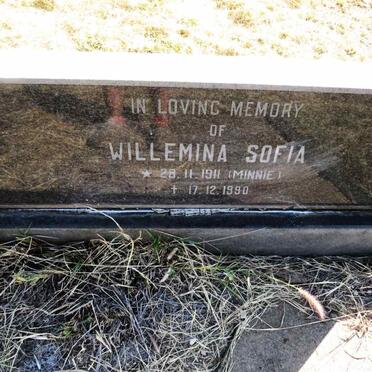 IN LOVING MEMORY
OF
WILLEMINA SOFIA
★ 28.11.1911 (MINNIE)
✝ 17.12.1990